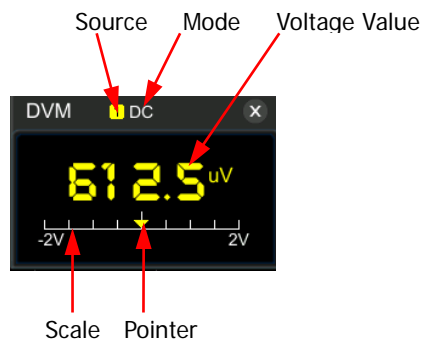 Source Mode Voltage Value
DVM 1 DC X
612.5 uV
-2V 2V
Scale Pointer